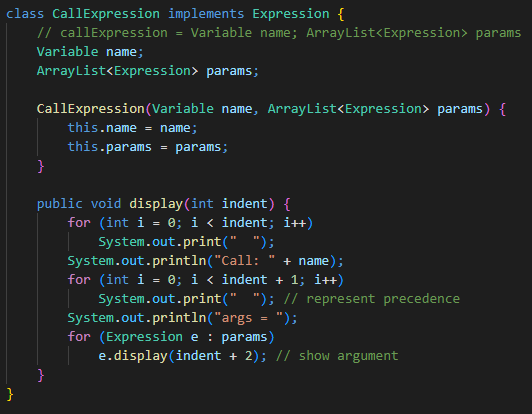 class CallExpression implements Expression {
    // callExpression = Variable name; ArrayList<Expression> params
    Variable name;
    ArrayList<Expression> params;

    CallExpression(Variable name, ArrayList<Expression> params) {
        this.name = name;
        this.params = params;
    }

    public void display(int indent) {
        for (int i = 0; i < indent; i++)
            System.out.print("  ");
        System.out.println("Call: " + name);
        for (int i = 0; i < indent + 1; i++)
            System.out.print("  "); // represent precedence
        System.out.println("args = ");
        for (Expression e : params)
            e.display(indent + 2); // show argument
    }
}